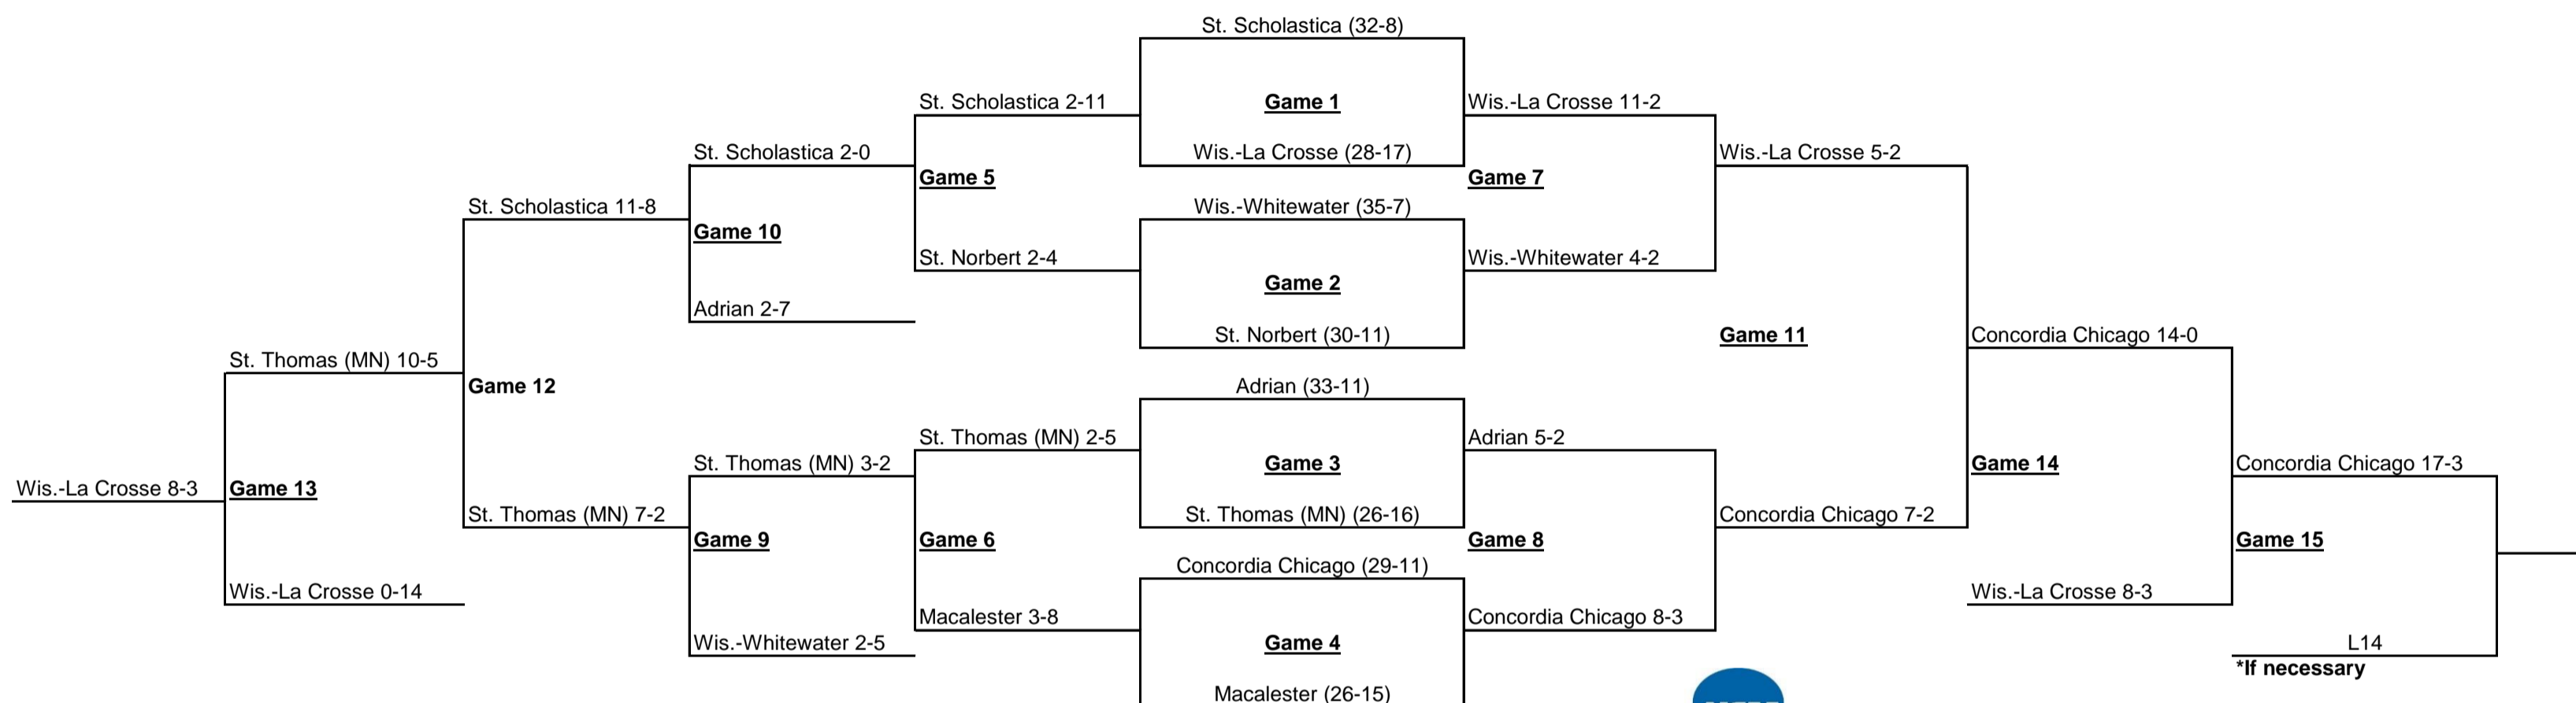 St. Scholastica (32-8)
St. Scholastica 2-11
Game 1
Wis.-La Crosse 11-2
St. Scholastica 2-0
Wis.-La Crosse (28-17)
Wis.-La Crosse 5-2
Game 5
Game 7
St. Scholastica 11-8
Wis.-Whitewater (35-7)
Game 10
St. Norbert 2-4
Wis.-Whitewater 4-2
Game 2
Adrian 2-7
St. Norbert (30-11)
Game 11
Concordia Chicago 14-0
St. Thomas (MN) 10-5
Game 12
Adrian (33-11)
St. Thomas (MN) 2-5
Adrian 5-2
St. Thomas (MN) 3-2
Game 3
Game 14
Concordia Chicago 17-3
Wis.-La Crosse 8-3
Game 13
St. Thomas (MN) 7-2
St. Thomas (MN) (26-16)
Concordia Chicago 7-2
Game 9
Game 6
Game 8
Game 15
Concordia Chicago (29-11)
Wis.-La Crosse 0-14
Wis.-La Crosse 8-3
Macalester 3-8
Concordia Chicago 8-3
Wis.-Whitewater 2-5
Game 4
L14
*If necessary
Macalester (26-15)